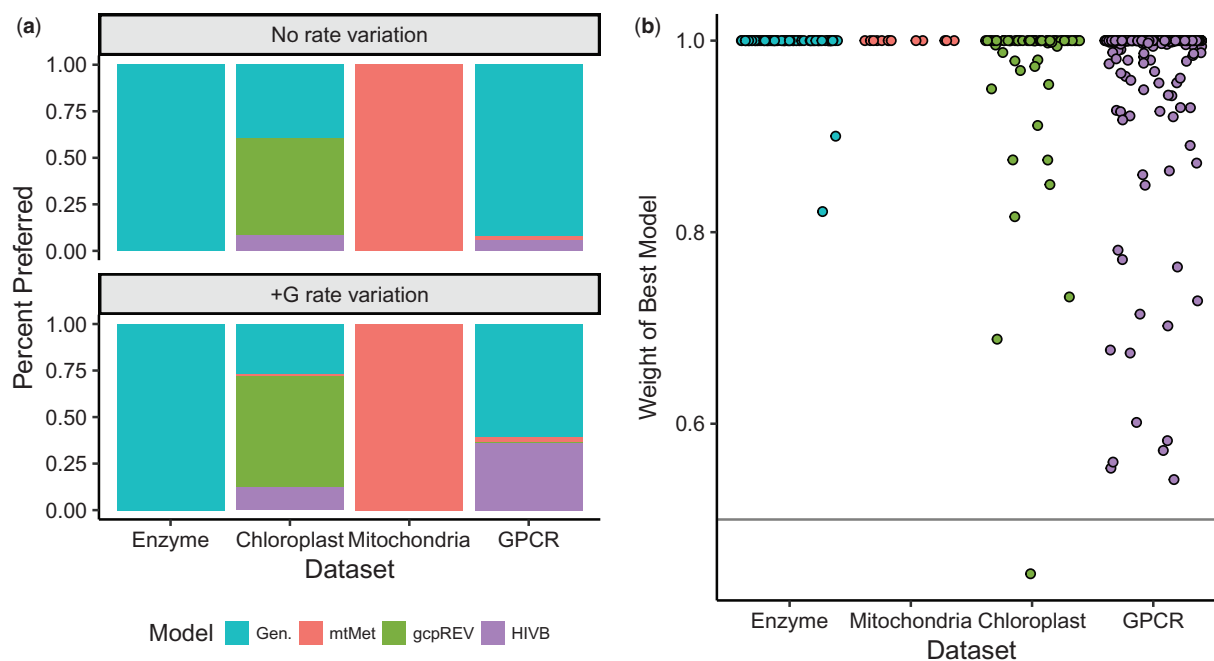 (a)
No rate variation
1.00
0.75
0.50
0.25
0.00
+G rate variation
1.00
0.75
0.50
0.25
0.00
Percent Preferred
Enzyme Chloroplast Mitochondria GPCR
Dataset
Model Gen. mtMet gcpREV HIVB
(b)
1.0
0.8
0.6
Weight of Best Model
Enzyme Mitochondria Chloroplast GPCR
Dataset